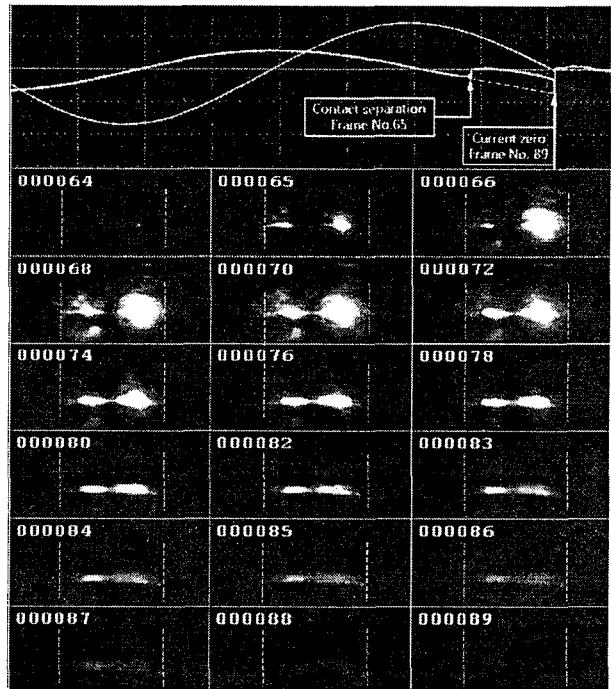 Contact separation
Frame No.65
Current zero
Frame No. 89
000064 000065 000066
000068 000070 000072
000074 000076 000078
000080 000082 000083
000084 000085 000086
000087 000088 000089